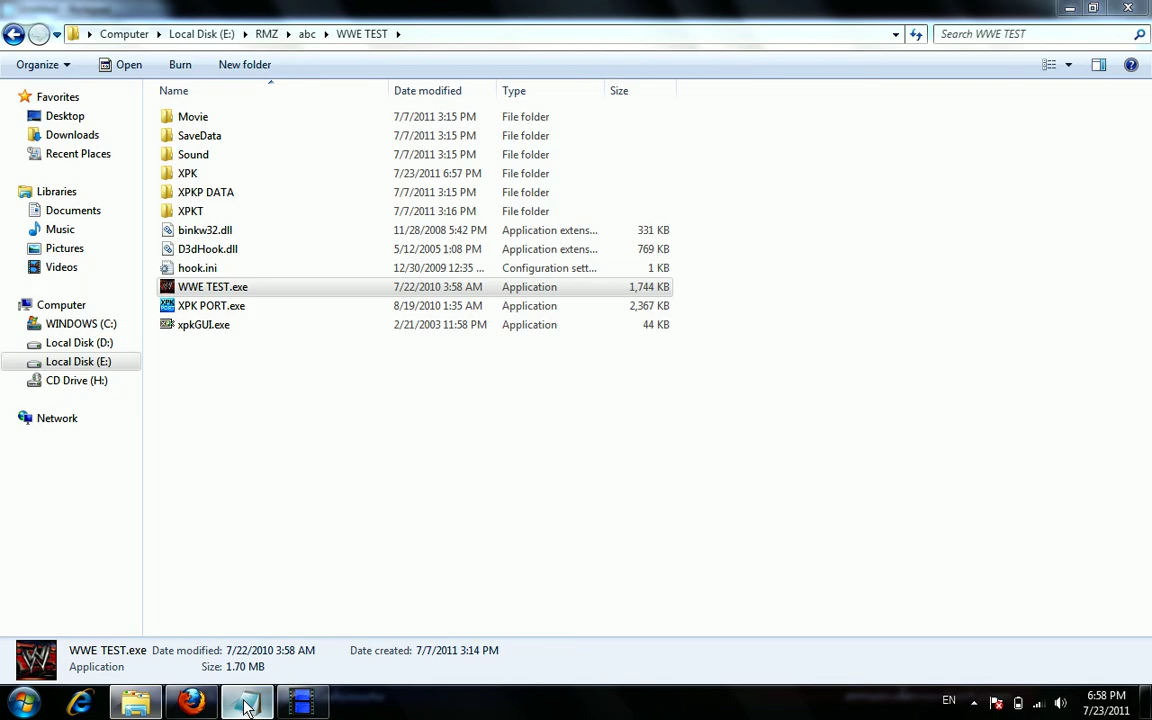 Computer Local Disk (E:) RMZ abc WWE TEST Search WWE TEST
Organize Open Burn New folder
Name Date modified Type Size
Favorites
Desktop
Downloads
Recent Places
Libraries
Documents
Music
Pictures
Videos
Computer
WINDOWS (C:)
Local Disk (D:)
Local Disk (E:)
CD Drive (H:)
Network
Movie 7/7/2011 3:15 PM File folder
SaveData 7/7/2011 3:15 PM File folder
Sound 7/7/2011 3:15 PM File folder
XPK 7/23/2011 6:57 PM File folder
XPKP DATA 7/7/2011 3:15 PM File folder
XPKT 7/7/2011 3:16 PM File folder
binkw32.dll 11/28/2008 5:42 PM Application extens... 331 KB
D3dHook.dll 5/12/2005 1:08 PM Application extens... 769 KB
hook.ini 12/30/2009 12:35 ... Configuration sett... 1 KB
WWE TEST.exe 7/22/2010 3:58 AM Application 1,744 KB
XPK PORT.exe 8/19/2010 1:35 AM Application 2,367 KB
xpkGUI.exe 2/21/2003 11:58 PM Application 44 KB
WWE TEST.exe Date modified: 7/22/2010 3:58 AM Date created: 7/7/2011 3:14 PM
Application Size: 1.70 MB
EN 6:58 PM
7/23/2011